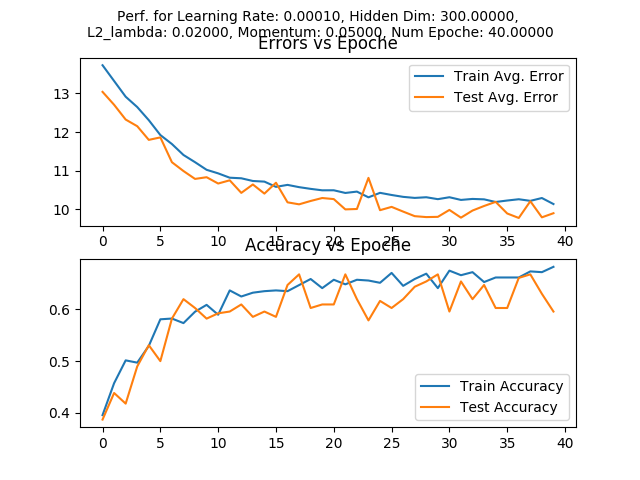 Perf. for Learning Rate: 0.00010, Hidden Dim: 300.00000,
L2_lambda: 0.02000, Momentum: 0.05000, Num Epoche: 40.00000
Errors vs Epoche
Train Avg. Error
Test Avg. Error
13
12
11
10
0 5 10 15 20 25 30 35 40
Accuracy vs Epoche
0.6
0.5
0.4
Train Accuracy
Test Accuracy
0 5 10 15 20 25 30 35 40